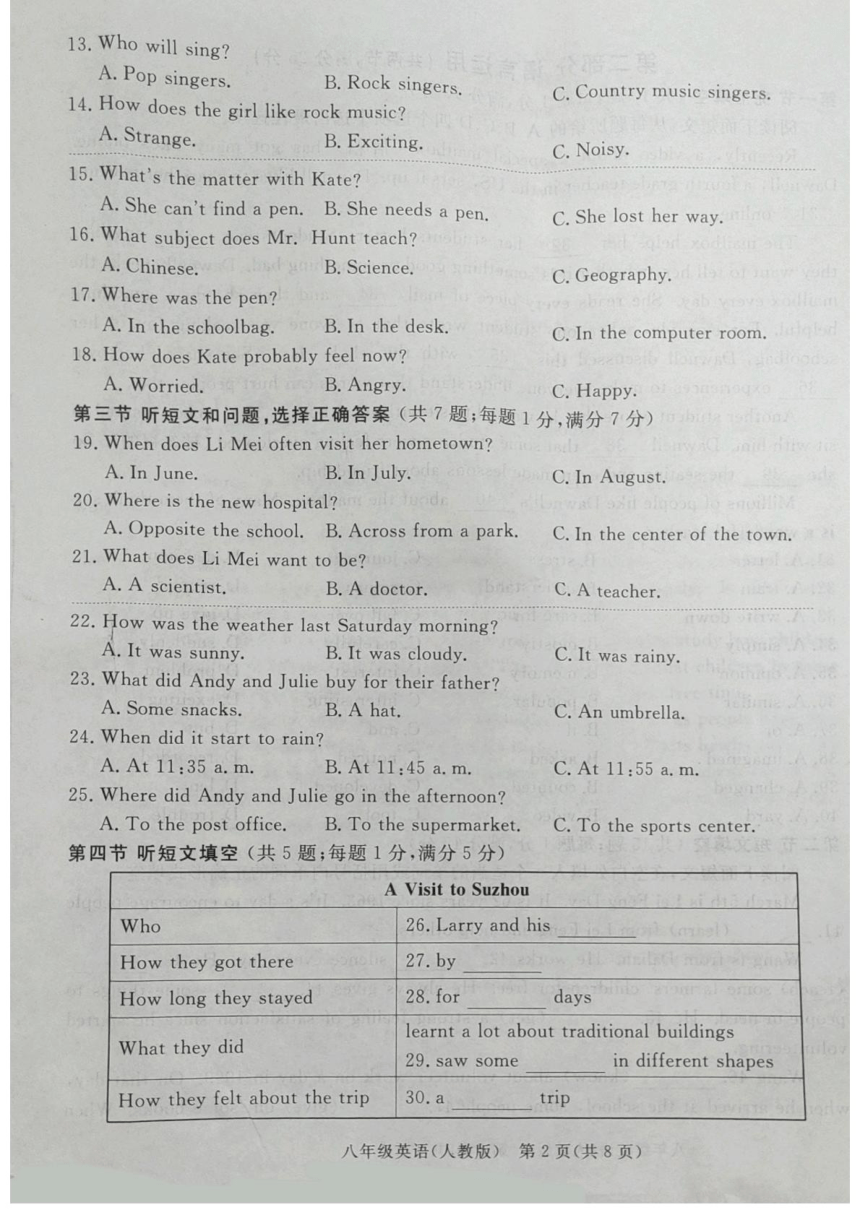 13. Who will sing?
A. Pop singers. B. Rock singers. C. Country music singers.
14. How does the girl like rock music?
A. Strange. B. Exciting. C. Noisy.
15. What's the matter with Kate?
A. She can't find a pen. B. She needs a pen. C. She lost her way.
16. What subject does Mr. Hunt teach?
A. Chinese. B. Science. C. Geography.
17. Where was the pen?
A. In the schoolbag. B. In the desk. C. In the computer room.
18. How does Kate probably feel now?
A. Worried. B. Angry. C. Happy.
第三节 听短文和问题,选择正确答案(共7题;每题1分,满分7分)
19. When does Li Mei often visit her hometown?
A. In June. B. In July. C. In August.
20. Where is the new hospital?
A. Opposite the school. B. Across from a park. C. In the center of the town.
21. What does Li Mei want to be?
A. A scientist. B. A doctor. C. A teacher.
22. How was the weather last Saturday morning?
A. It was sunny. B. It was cloudy. C. It was rainy.
23. What did Andy and Julie buy for their father?
A. Some snacks. B. A hat. C. An umbrella.
24. When did it start to rain?
A. At 11:35 a. m. B. At 11:45 a. m. C. At 11:55 a. m.
25. Where did Andy and Julie go in the afternoon?
A. To the post office. B. To the supermarket. C. To the sports center.
第四节 听短文填空(共5题;每题1分,满分5分)
A Visit to Suzhou
Who 26. Larry and his ________
How they got there 27. by ________
How long they stayed 28. for ________ days
What they did learnt a lot about traditional buildings
29. saw some ________ in different shapes
How they felt about the trip 30. a ________ trip
八年级英语(人教版) 第2页(共8页)